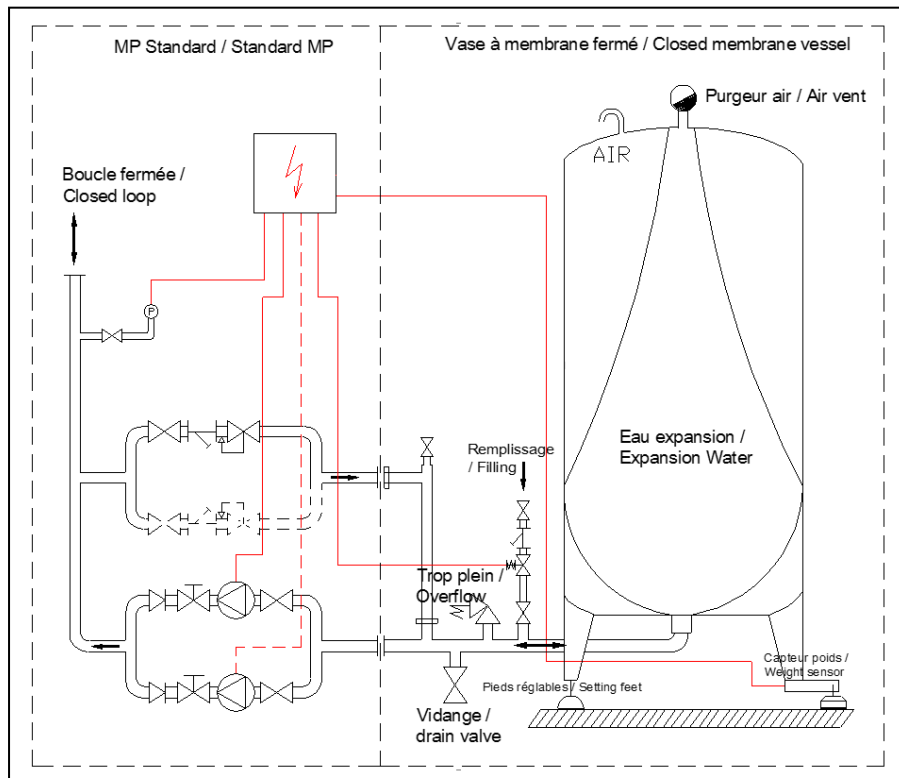 MP Standard / Standard MP
Vase à membrane fermé / Closed membrane vessel
Purgeur air / Air vent
AIR
Boucle fermée /
Closed loop
P
Eau expansion /
Expansion Water
Remplissage
/ Filling
Trop plein /
Overflow
Capteur poids /
Weight sensor
Pieds réglables / Setting feet
Vidange /
drain valve